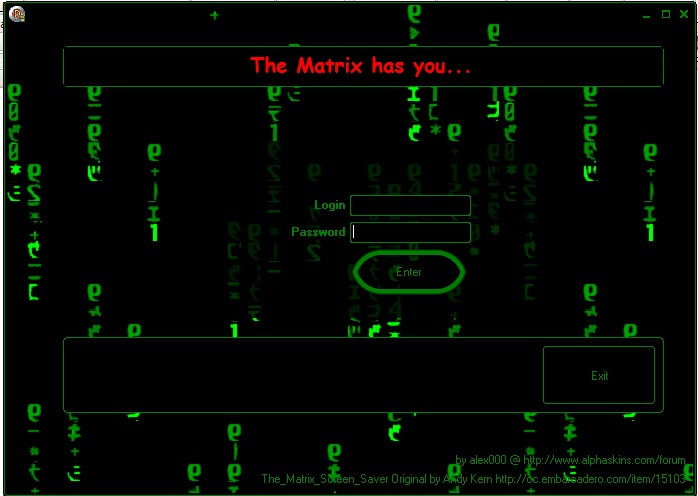 The Matrix has you...
Login
Password
Enter
Exit
by alex000 @ http://www.alphaskins.com/forum
The_Matrix_Screen_Saver Original by Andy Kern http://cc.embarcadero.com/item/15103